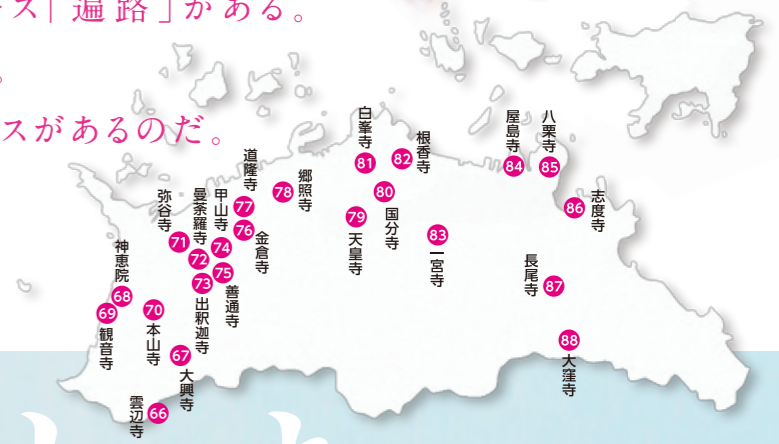 ス「遍路」がある。
。
スがあるのだ。
白峯寺
81
82
根香寺
屋島寺
84
八栗寺
85
道隆寺
77
78
郷照寺
80
国分寺
86
志度寺
弥谷寺
71
曼荼羅寺
72
甲山寺
74
76
金倉寺
79
天皇寺
83
一宮寺
神恵院
68
75
善通寺
73
出釈迦寺
長尾寺
87
69
観音寺
70
本山寺
67
大興寺
88
大窪寺
雲辺寺
66